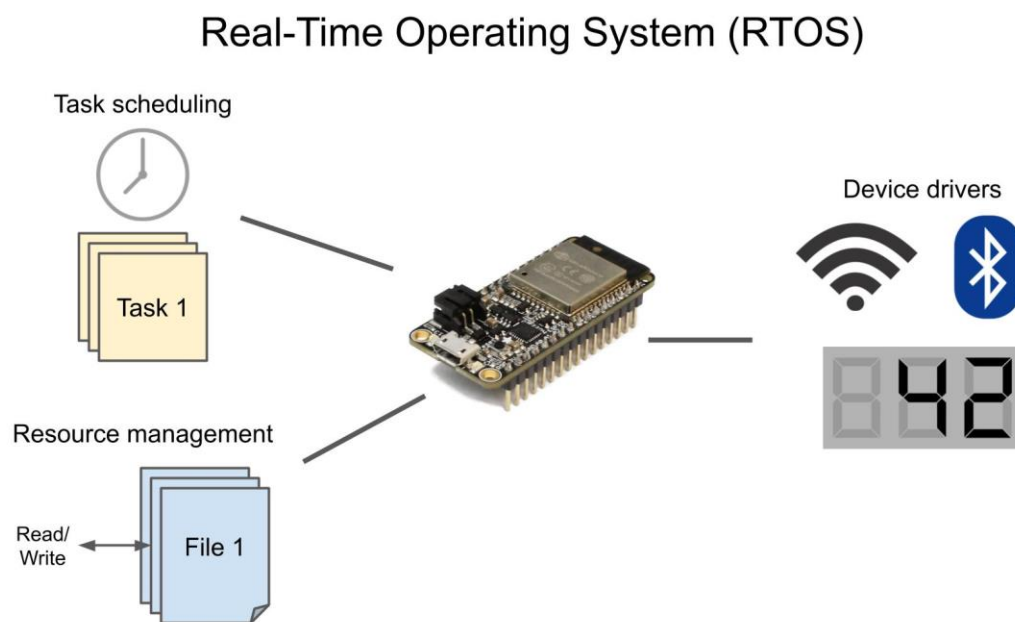 Real-Time Operating System (RTOS)
Task scheduling
Task 1
Device drivers
42
Resource management
Read/
Write
File 1